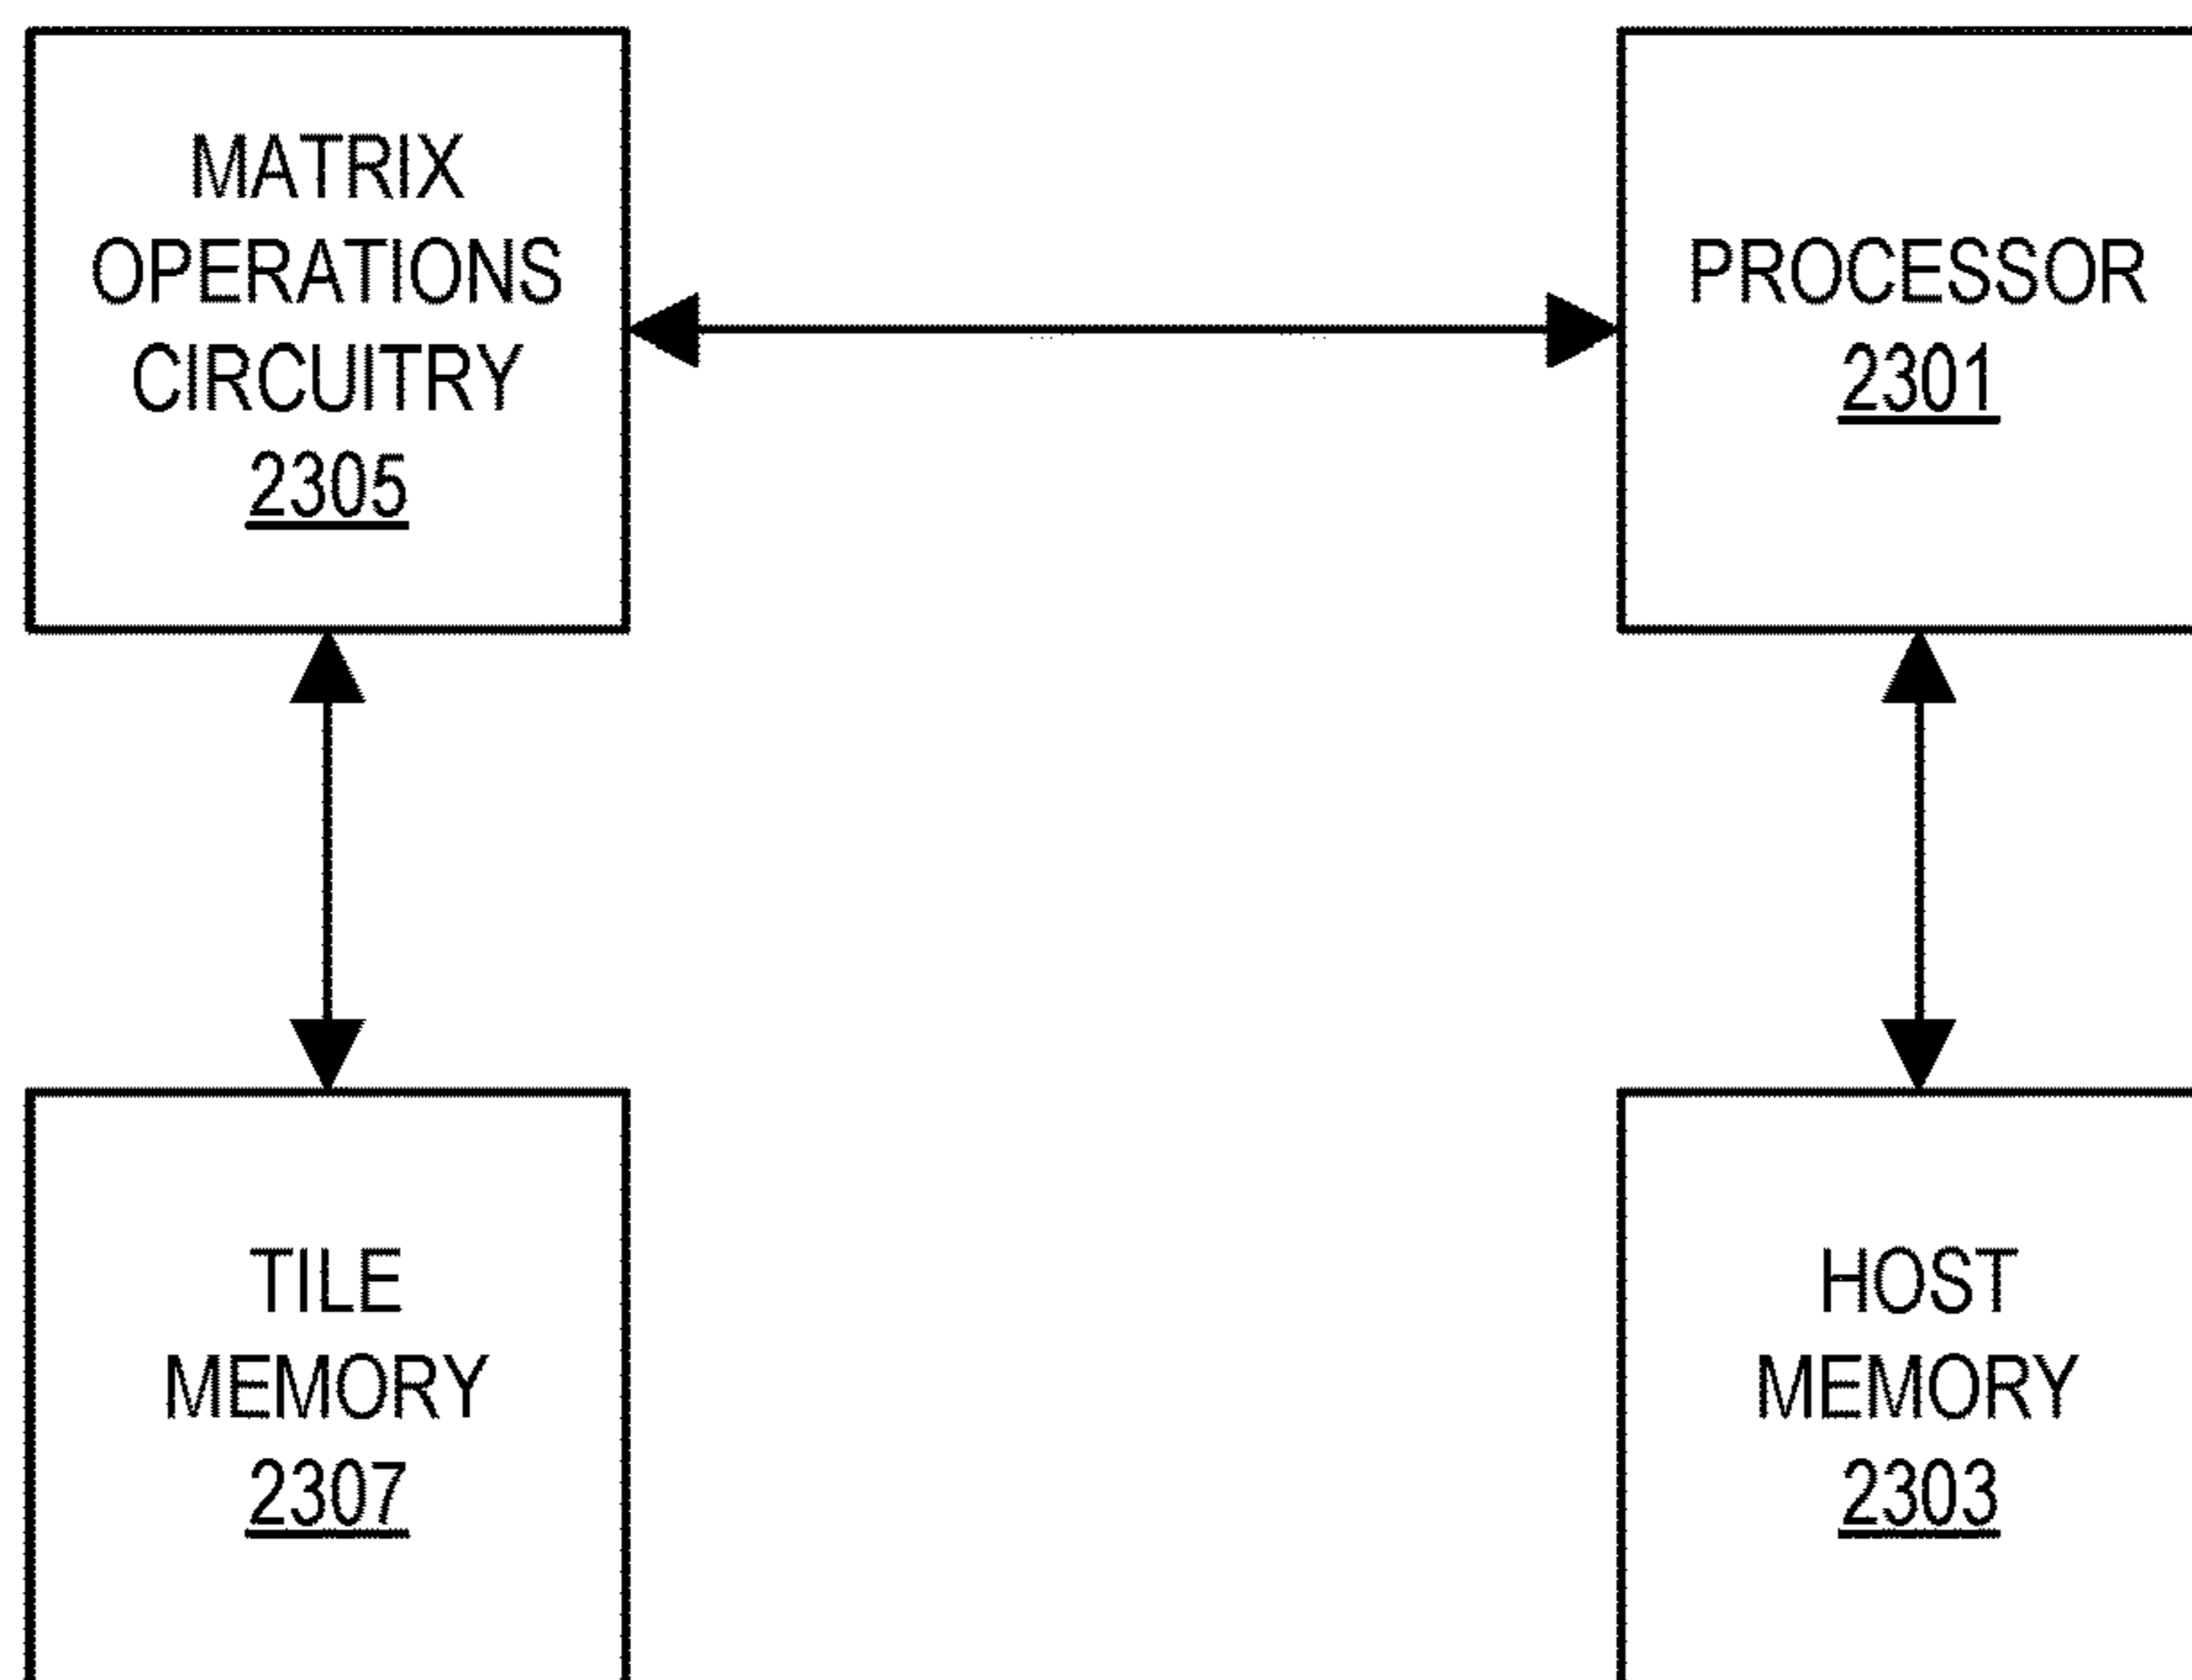 MATRIX
OPERATIONS
CIRCUITRY
2305
PROCESSOR
2301
TILE
MEMORY
2307
HOST
MEMORY
2303